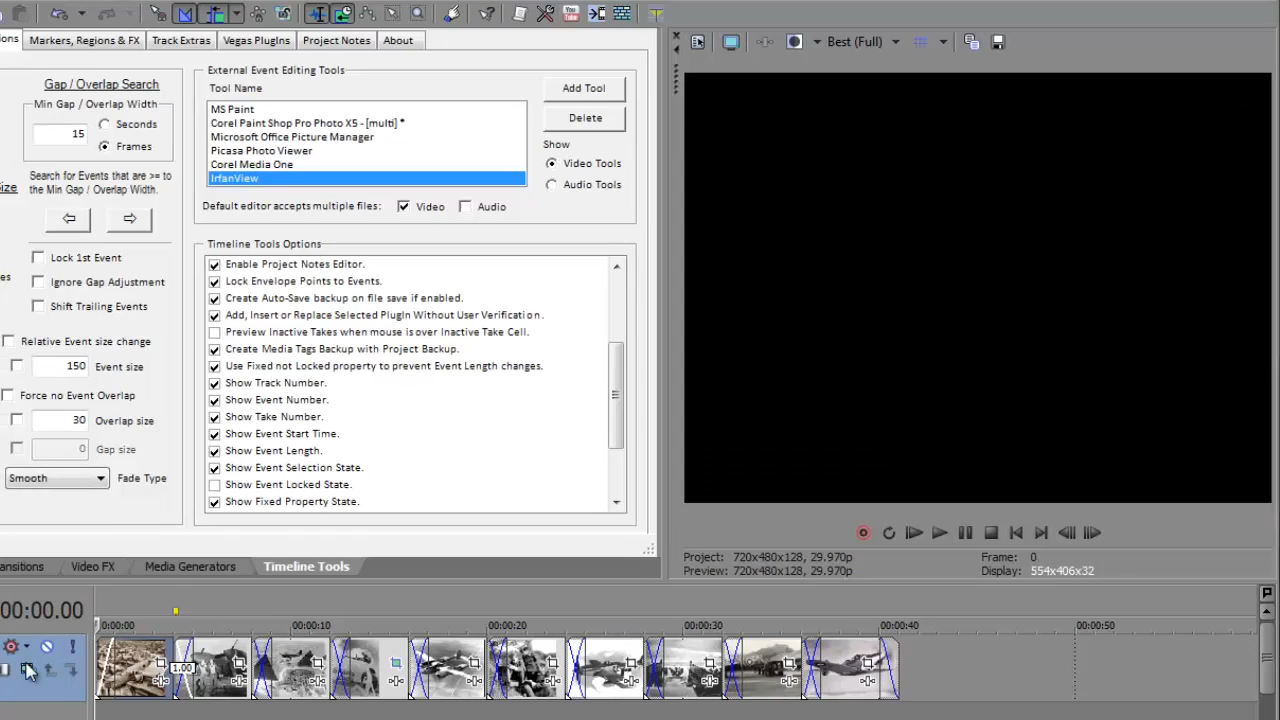 ons
Markers, Regions & FX
Track Extras
Vegas PlugIns
Project Notes
About
Best (Full)
Gap / Overlap Search
Min Gap / Overlap Width
15
Seconds
Frames
Search for Events that are >= to
the Min Gap / Overlap Width.
Size
Lock 1st Event
Ignore Gap Adjustment
Shift Trailing Events
es
Relative Event size change
150 Event size
Force no Event Overlap
30 Overlap size
0 Gap size
Smooth
Fade Type
External Event Editing Tools
Tool Name
MS Paint
Corel Paint Shop Pro Photo X5 - [multi] *
Microsoft Office Picture Manager
Picasa Photo Viewer
Corel Media One
IrfanView
Add Tool
Delete
Show
Video Tools
Audio Tools
Default editor accepts multiple files:
Video
Audio
Timeline Tools Options
Enable Project Notes Editor.
Lock Envelope Points to Events.
Create Auto-Save backup on file save if enabled.
Add, Insert or Replace Selected PlugIn Without User Verification.
Preview Inactive Takes when mouse is over Inactive Take Cell.
Create Media Tags Backup with Project Backup.
Use Fixed not Locked property to prevent Event Length changes.
Show Track Number.
Show Event Number.
Show Take Number.
Show Event Start Time.
Show Event Length.
Show Event Selection State.
Show Event Locked State.
Show Fixed Property State.
Project: 720x480x128, 29.970p
Preview: 720x480x128, 29.970p
Frame: 0
Display: 554x406x32
ansitions
Video FX
Media Generators
Timeline Tools
00:00.00
00:00:00
00:00:10
00:00:20
00:00:30
00:00:40
00:00:50
1.00